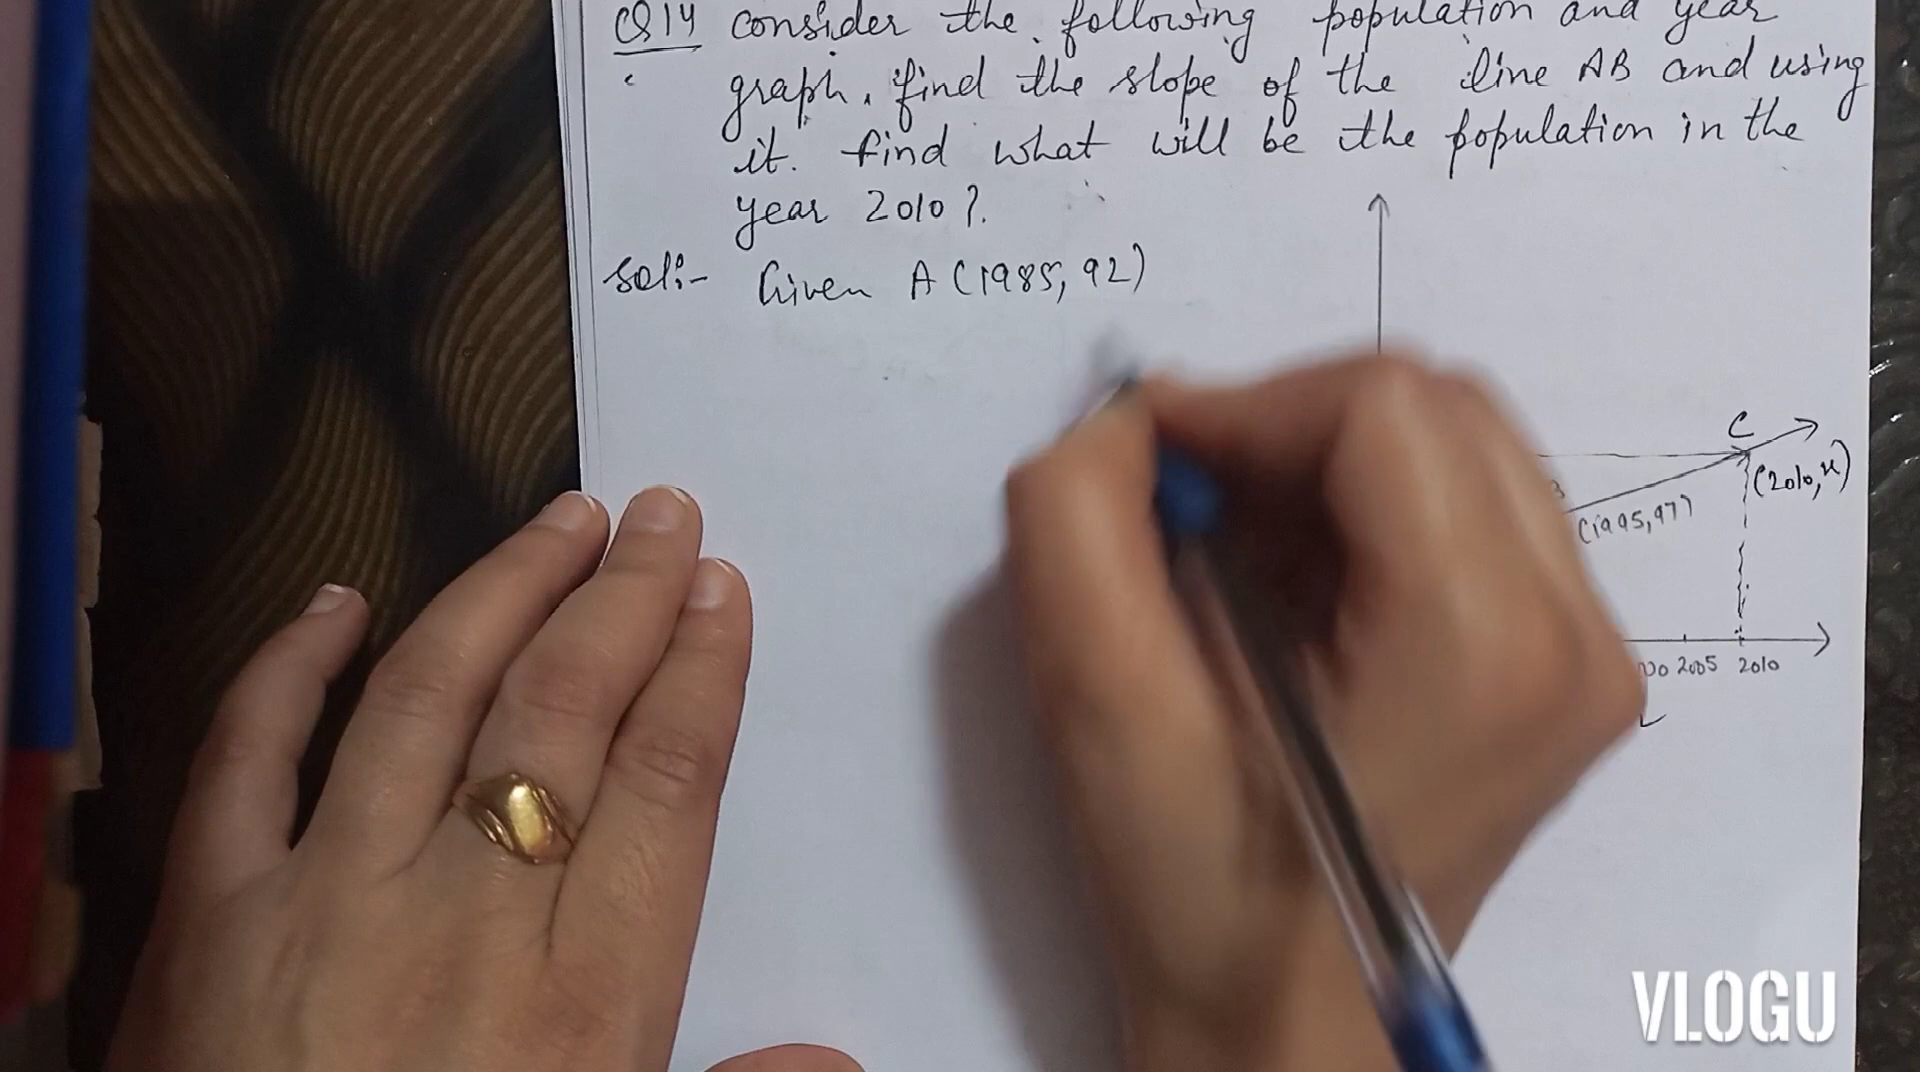 Q14 consider the following population and year
graph, find the slope of the line AB and using
it. find what will be the population in the
year 2010?.
Sol:- Given A (1985, 92)
C
(2010, x)
(1995, 97)
2005 2010
VLOGU